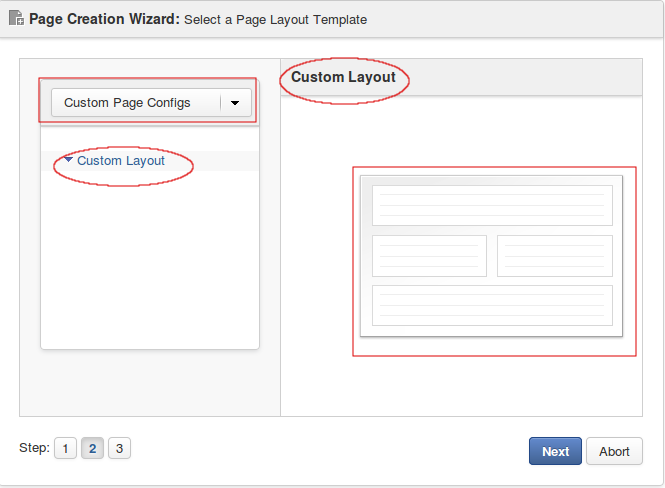 Page Creation Wizard: Select a Page Layout Template
Custom Page Configs
Custom Layout
Custom Layout
Step: 1 2 3
Next Abort